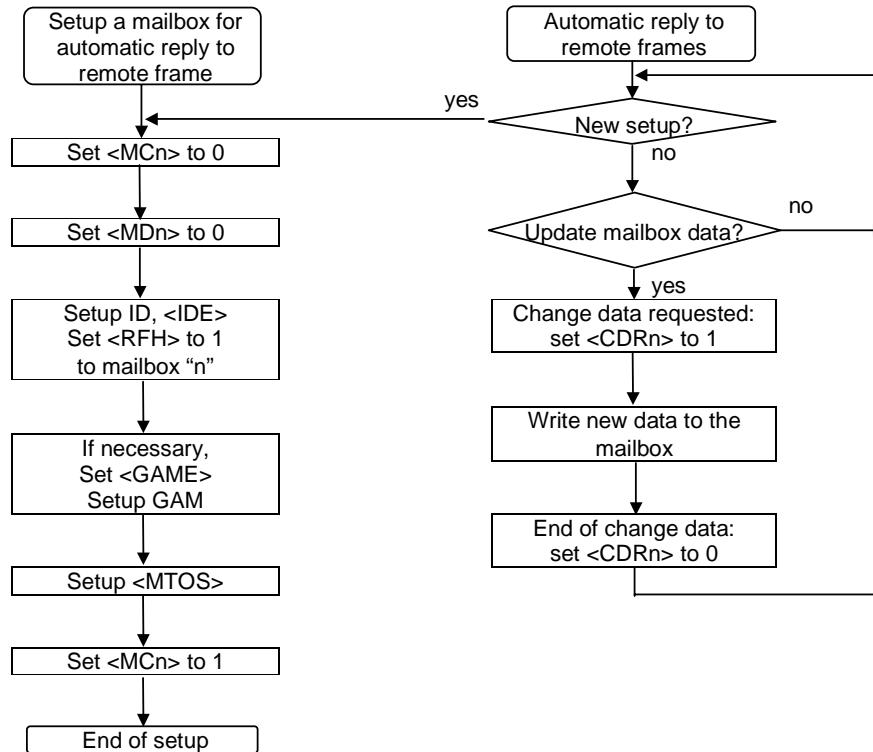 Setup a mailbox for
automatic reply to
remote frame
Set <MCn> to 0
Set <MDn> to 0
Setup ID, <IDE>
Set <RFH> to 1
to mailbox “n”
If necessary,
Set <GAME>
Setup GAM
Setup <MTOS>
Set <MCn> to 1
End of setup
Automatic reply to
remote frames
yes
New setup?
no
Update mailbox data?
no
yes
Change data requested:
set <CDRn> to 1
Write new data to the
mailbox
End of change data:
set <CDRn> to 0